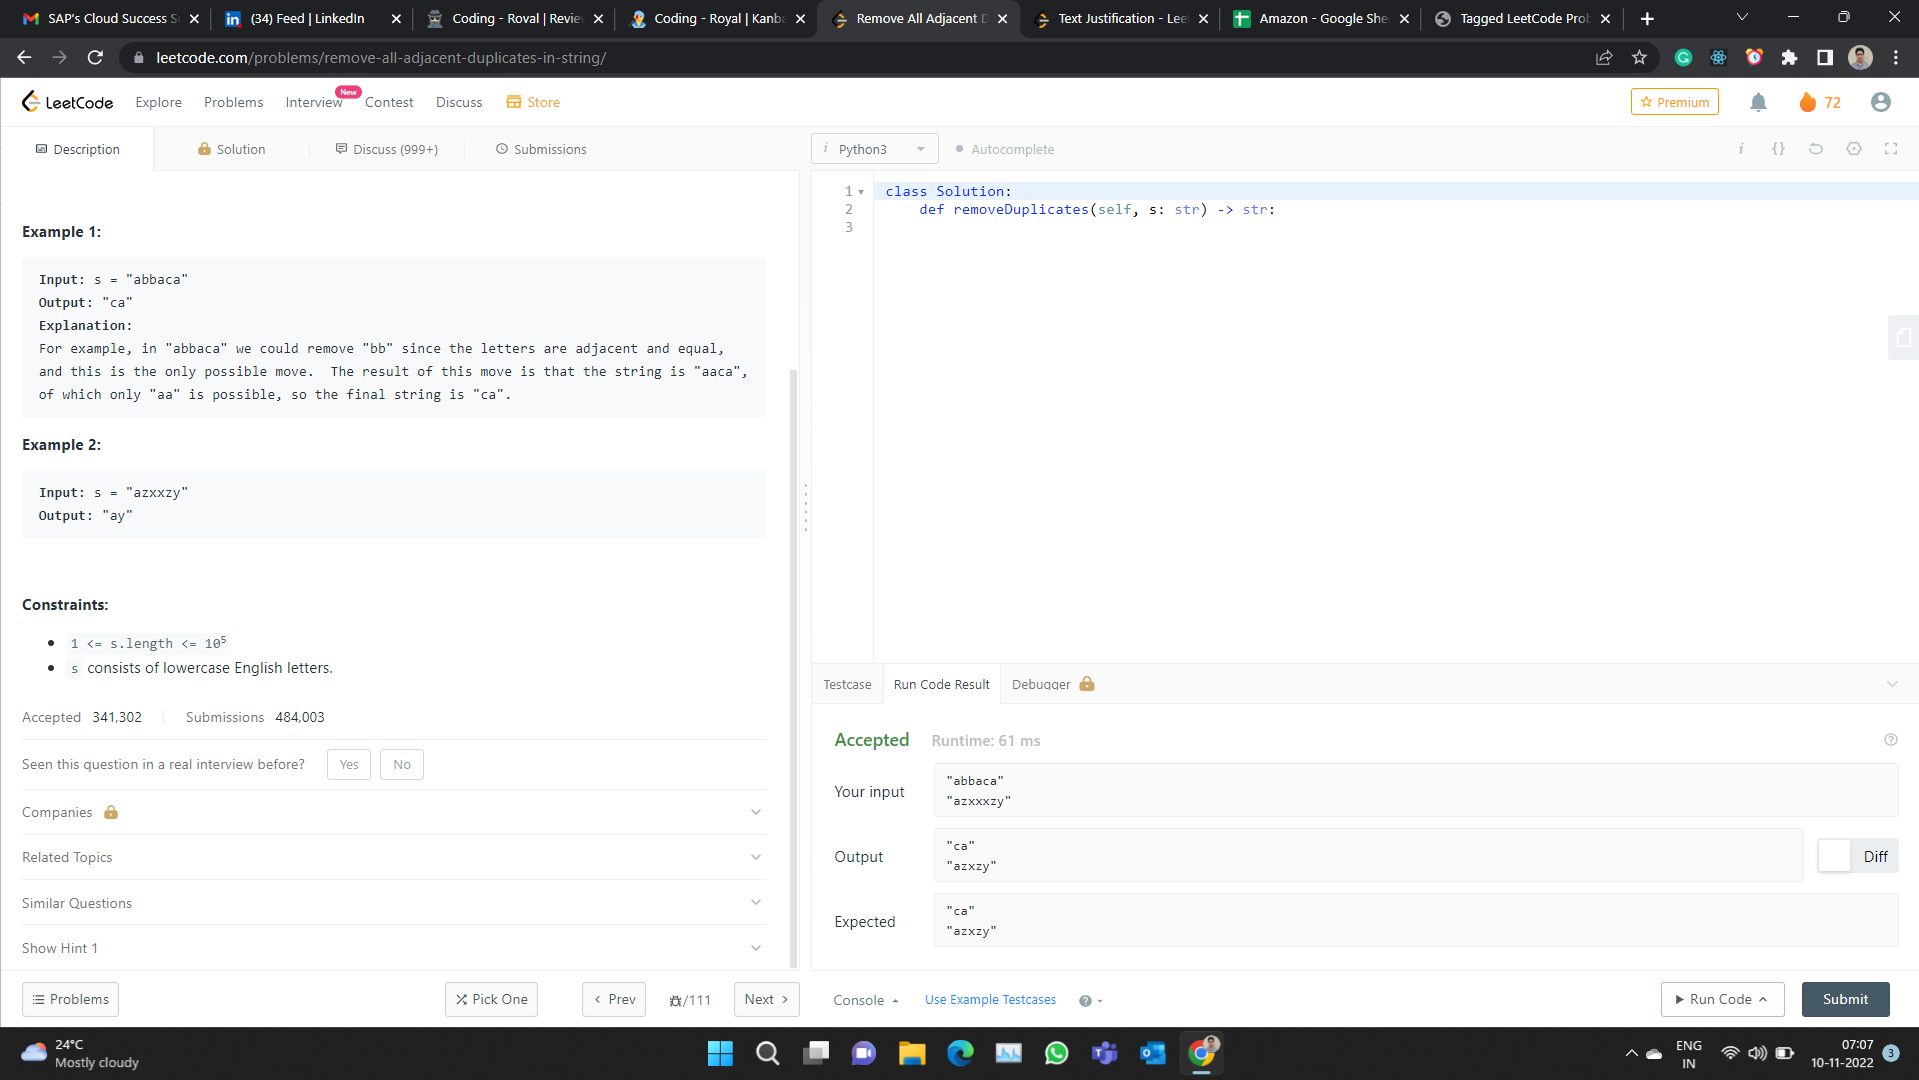 SAP's Cloud Success S
(34) Feed | LinkedIn
Coding - Royal | Review
Coding - Royal | Kanba
Remove All Adjacent D
Text Justification - Lee
Amazon - Google She
Tagged LeetCode Prob
leetcode.com/problems/remove-all-adjacent-duplicates-in-string/
LeetCode
Explore
Problems
Interview
New
Contest
Discuss
Store
Premium
72
Description
Solution
Discuss (999+)
Submissions
i Python3
Autocomplete
i {}
Example 1:
Input: s = "abbaca"
Output: "ca"
Explanation:
For example, in "abbaca" we could remove "bb" since the letters are adjacent and equal,
and this is the only possible move.  The result of this move is that the string is "aaca",
of which only "aa" is possible, so the final string is "ca".
Example 2:
Input: s = "azxxzy"
Output: "ay"
Constraints:
1 <= s.length <= 10⁵
s consists of lowercase English letters.
Accepted 341,302
Submissions 484,003
Seen this question in a real interview before?
Yes
No
Companies
Related Topics
Similar Questions
Show Hint 1
Problems
Pick One
Prev
/111
Next
1 class Solution:
2     def removeDuplicates(self, s: str) -> str:
3
Testcase
Run Code Result
Debugger
Accepted
Runtime: 61 ms
Your input
"abbaca"
"azxxxzy"
Output
"ca"
"azxzy"
Diff
Expected
"ca"
"azxzy"
Console
Use Example Testcases
Run Code
Submit
24°C
Mostly cloudy
ENG
IN
07:07
10-11-2022
3